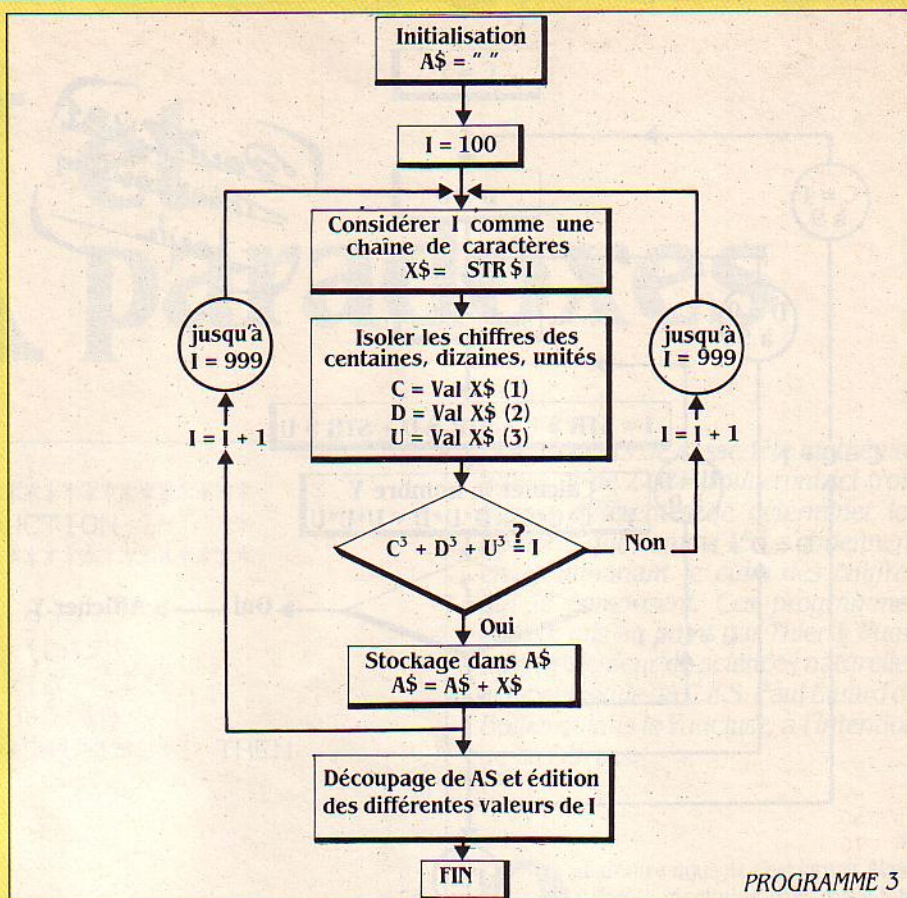 Initialisation
A$ = " "
I = 100
Considérer I comme une
chaîne de caractères
X$ = STR $ I
jusqu'à
I = 999
Isoler les chiffres des
centaines, dizaines, unités
C = Val X$ (1)
D = Val X$ (2)
U = Val X$ (3)
jusqu'à
I = 999
I = I + 1
I = I + 1
C³ + D³ + U³ ≟ I
Non
Oui
Stockage dans A$
A$ = A$ + X$
Découpage de AS et édition
des différentes valeurs de I
FIN
PROGRAMME 3